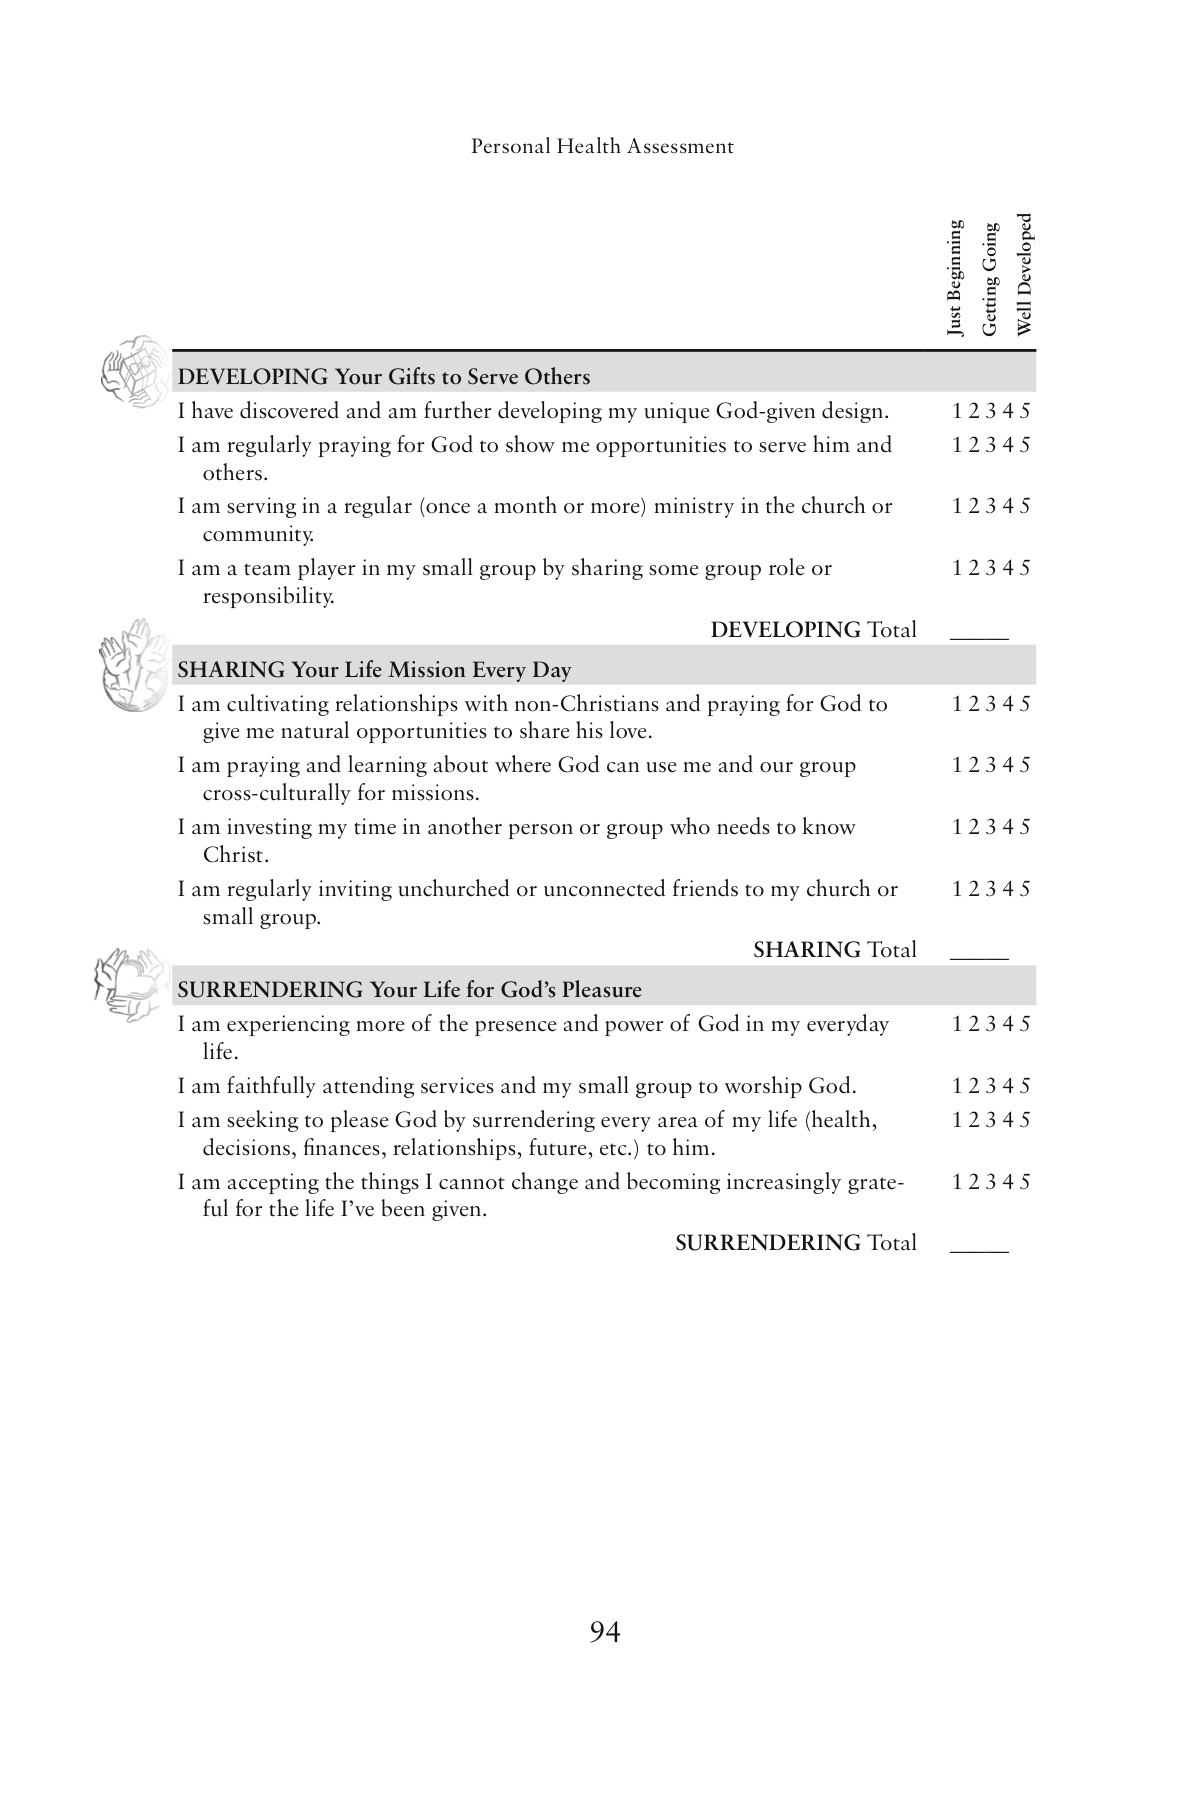 Personal Health Assessment
Just Beginning
Getting Going
Well Developed
DEVELOPING Your Gifts to Serve Others
I have discovered and am further developing my unique God-given design. 1 2 3 4 5
I am regularly praying for God to show me opportunities to serve him and 1 2 3 4 5
others.
I am serving in a regular (once a month or more) ministry in the church or 1 2 3 4 5
community.
I am a team player in my small group by sharing some group role or 1 2 3 4 5
responsibility.
DEVELOPING Total _____
SHARING Your Life Mission Every Day
I am cultivating relationships with non-Christians and praying for God to 1 2 3 4 5
give me natural opportunities to share his love.
I am praying and learning about where God can use me and our group 1 2 3 4 5
cross-culturally for missions.
I am investing my time in another person or group who needs to know 1 2 3 4 5
Christ.
I am regularly inviting unchurched or unconnected friends to my church or 1 2 3 4 5
small group.
SHARING Total _____
SURRENDERING Your Life for God’s Pleasure
I am experiencing more of the presence and power of God in my everyday 1 2 3 4 5
life.
I am faithfully attending services and my small group to worship God. 1 2 3 4 5
I am seeking to please God by surrendering every area of my life (health, 1 2 3 4 5
decisions, finances, relationships, future, etc.) to him.
I am accepting the things I cannot change and becoming increasingly grate- 1 2 3 4 5
ful for the life I’ve been given.
SURRENDERING Total _____
94